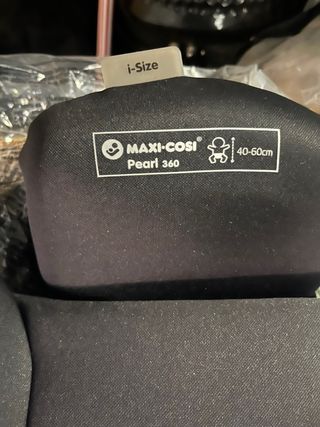 i-Size
MAXI-COSI®
Pearl 360
40-60cm